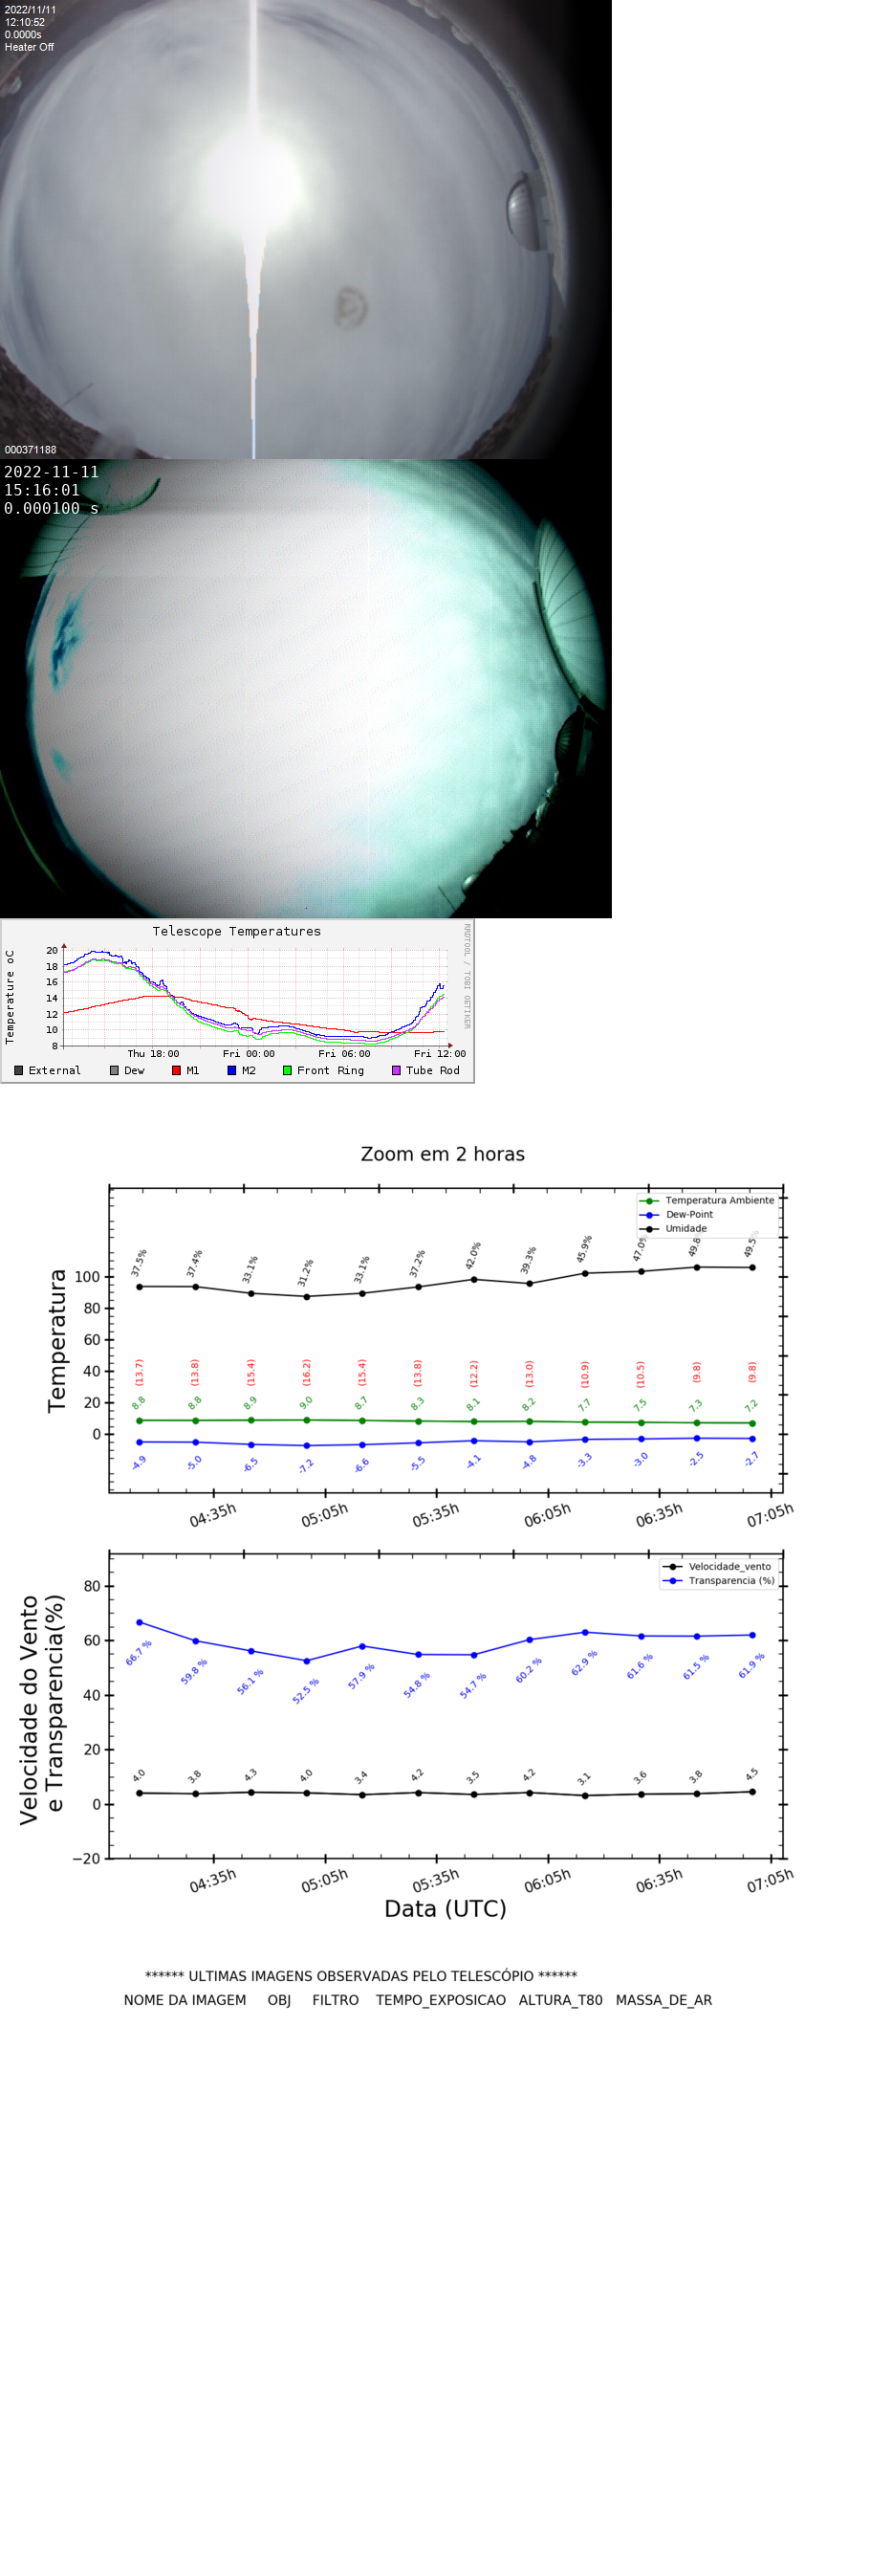 2022/11/11
12:10:52
0.0000s
Heater Off
000371188
2022-11-11
15:16:01
0.000100 s
Telescope Temperatures
RRDTOOL / TOBI OETIKER
Temperature oC
20
18
16
14
12
10
8
Thu 18:00 Fri 00:00 Fri 06:00 Fri 12:00
External Dew M1 M2 Front Ring Tube Rod
Zoom em 2 horas
Temperatura Ambiente
Dew-Point
Umidade
Temperatura
100
80
60
40
20
0
37.5% 37.4% 33.1% 31.2% 33.1% 37.2% 42.0% 39.3% 45.9% 47.0% 49.8% 49.5%
(13.7) (13.8) (15.4) (16.2) (15.4) (13.8) (12.2) (13.0) (10.9) (10.5) (9.8) (9.8)
8.8 8.8 8.9 9.0 8.7 8.3 8.1 8.2 7.7 7.5 7.3 7.2
-4.9 -5.0 -6.5 -7.2 -6.6 -5.5 -4.1 -4.8 -3.3 -3.0 -2.5 -2.7
04:35h 05:05h 05:35h 06:05h 06:35h 07:05h
Velocidade_vento
Transparencia (%)
Velocidade do Vento
e Transparencia(%)
80
60
40
20
0
−20
66.7 % 59.8 % 56.1 % 52.5 % 57.9 % 54.8 % 54.7 % 60.2 % 62.9 % 61.6 % 61.5 % 61.9 %
4.0 3.8 4.3 4.0 3.4 4.2 3.5 4.2 3.1 3.6 3.8 4.5
04:35h 05:05h 05:35h 06:05h 06:35h 07:05h
Data (UTC)
****** ULTIMAS IMAGENS OBSERVADAS PELO TELESCÓPIO ******
NOME DA IMAGEM OBJ FILTRO TEMPO_EXPOSICAO ALTURA_T80 MASSA_DE_AR